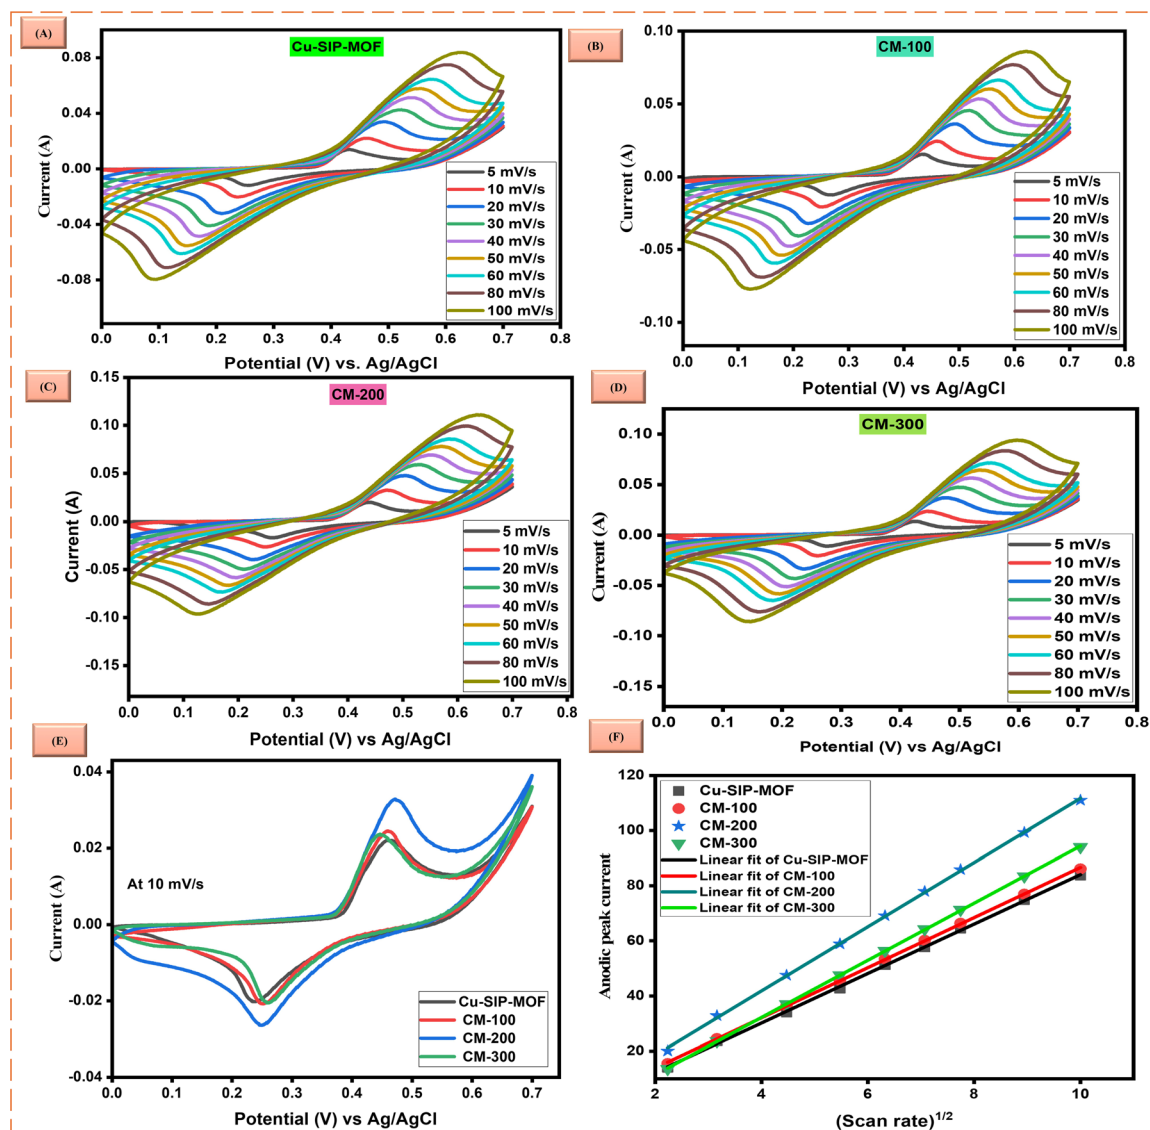 (A)
Cu-SIP-MOF
Current (A)
0.08
0.04
0.00
-0.04
-0.08
0.0 0.1 0.2 0.3 0.4 0.5 0.6 0.7 0.8
Potential (V) vs. Ag/AgCl
5 mV/s
10 mV/s
20 mV/s
30 mV/s
40 mV/s
50 mV/s
60 mV/s
80 mV/s
100 mV/s
(B)
CM-100
Current (A)
0.10
0.05
0.00
-0.05
-0.10
0.0 0.1 0.2 0.3 0.4 0.5 0.6 0.7 0.8
Potential (V) vs Ag/AgCl
5 mV/s
10 mV/s
20 mV/s
30 mV/s
40 mV/s
50 mV/s
60 mV/s
80 mV/s
100 mV/s
(C)
CM-200
Current (A)
0.15
0.10
0.05
0.00
-0.05
-0.10
-0.15
0.0 0.1 0.2 0.3 0.4 0.5 0.6 0.7 0.8
Potential (V) vs Ag/AgCl
5 mV/s
10 mV/s
20 mV/s
30 mV/s
40 mV/s
50 mV/s
60 mV/s
80 mV/s
100 mV/s
(D)
CM-300
Current (A)
0.10
0.05
0.00
-0.05
-0.10
-0.15
0.0 0.1 0.2 0.3 0.4 0.5 0.6 0.7 0.8
Potential (V) vs Ag/AgCl
5 mV/s
10 mV/s
20 mV/s
30 mV/s
40 mV/s
50 mV/s
60 mV/s
80 mV/s
100 mV/s
(E)
Current (A)
0.04
0.02
0.00
-0.02
-0.04
At 10 mV/s
Cu-SIP-MOF
CM-100
CM-200
CM-300
0.0 0.1 0.2 0.3 0.4 0.5 0.6 0.7
Potential (V) vs Ag/AgCl
(F)
Anodic peak current
120
100
80
60
40
20
Cu-SIP-MOF
CM-100
CM-200
CM-300
Linear fit of Cu-SIP-MOF
Linear fit of CM-100
Linear fit of CM-200
Linear fit of CM-300
2 4 6 8 10
(Scan rate)1/2